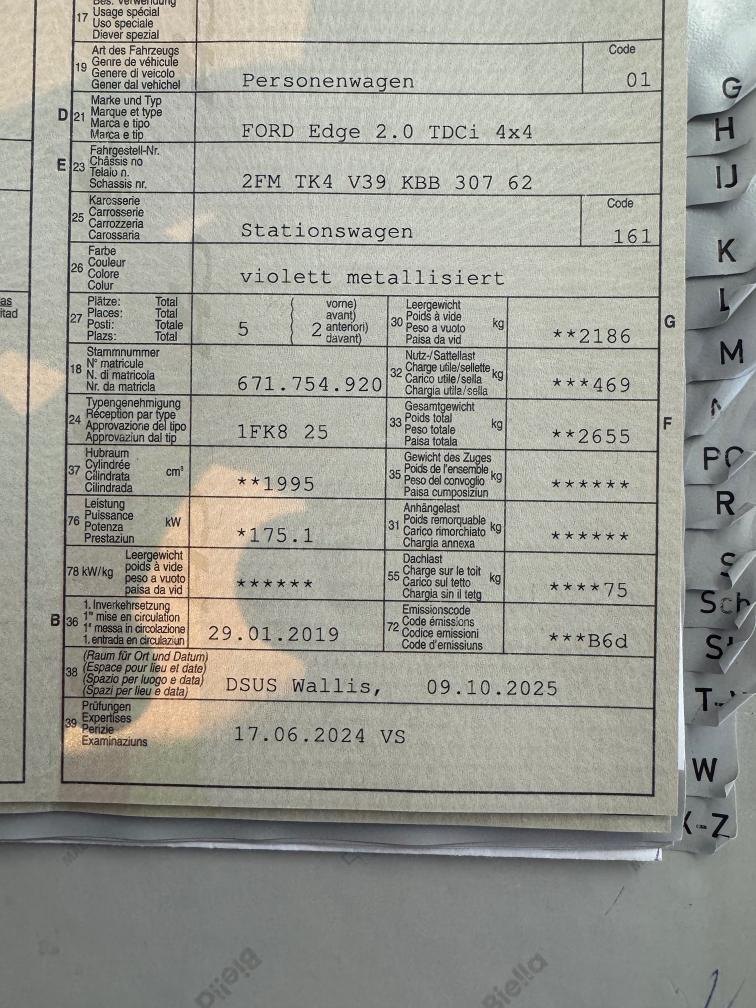 Bes. Verwendung
17 Usage spécial
Uso speciale
Diever spezial
19 Art des Fahrzeugs
Genre de véhicule
Genere di veicolo
Gener dal vehichel
Personenwagen
Code
01
D 21 Marke und Typ
Marque et type
Marca e tipo
Marca e tip
FORD Edge 2.0 TDCi 4x4
E 23 Fahrgestell-Nr.
Châssis no
Telaio n.
Schassis nr.
2FM TK4 V39 KBB 307 62
25 Karosserie
Carrosserie
Carrozzeria
Carossaria
Stationswagen
Code
161
26 Farbe
Couleur
Colore
Colur
violett metallisiert
27 Plätze: Total
Places: Total
Posti: Totale
Plazs: Total
5
2
vorne)
avant)
anteriori)
davant)
30 Leergewicht
Poids à vide
Peso a vuoto
Paisa da vid
kg
**2186
G
18 Stammnummer
N° matricule
N. di matricola
Nr. da matricla
671.754.920
32 Nutz-/Sattellast
Charge utile/sellette
Carico utile/sella
Chargia utila/sella
kg
***469
24 Typengenehmigung
Réception par type
Approvazione del tipo
Approvaziun dal tip
1FK8 25
33 Gesamtgewicht
Poids total
Peso totale
Paisa totala
kg
**2655
F
37 Hubraum
Cylindrée
Cilindrata
Cilindrada
cm³
**1995
35 Gewicht des Zuges
Poids de l'ensemble
Peso del convoglio
Paisa cumposiziun
kg
******
76 Leistung
Puissance
Potenza
Prestaziun
kW
*175.1
31 Anhängelast
Poids remorquable
Carico rimorchiato
Chargia annexa
kg
******
78 kW/kg
Leergewicht
poids à vide
peso a vuoto
paisa da vid
******
55 Dachlast
Charge sur le toit
Carico sul tetto
Chargia sin il tetg
kg
****75
B 36 1. Inverkehrsetzung
1re mise en circulation
1a messa in circolazione
1. entrada en circulaziun
29.01.2019
72 Emissionscode
Code émissions
Codice emissioni
Code d'emissiuns
***B6d
38 (Raum für Ort und Datum)
(Espace pour lieu et date)
(Spazio per luogo e data)
(Spazi per lieu e data)
DSUS Wallis, 09.10.2025
39 Prüfungen
Expertises
Perizie
Examinaziuns
17.06.2024 VS
G
H
IJ
K
L
M
R
S
Sch
W
X-Z
Biella
Biella